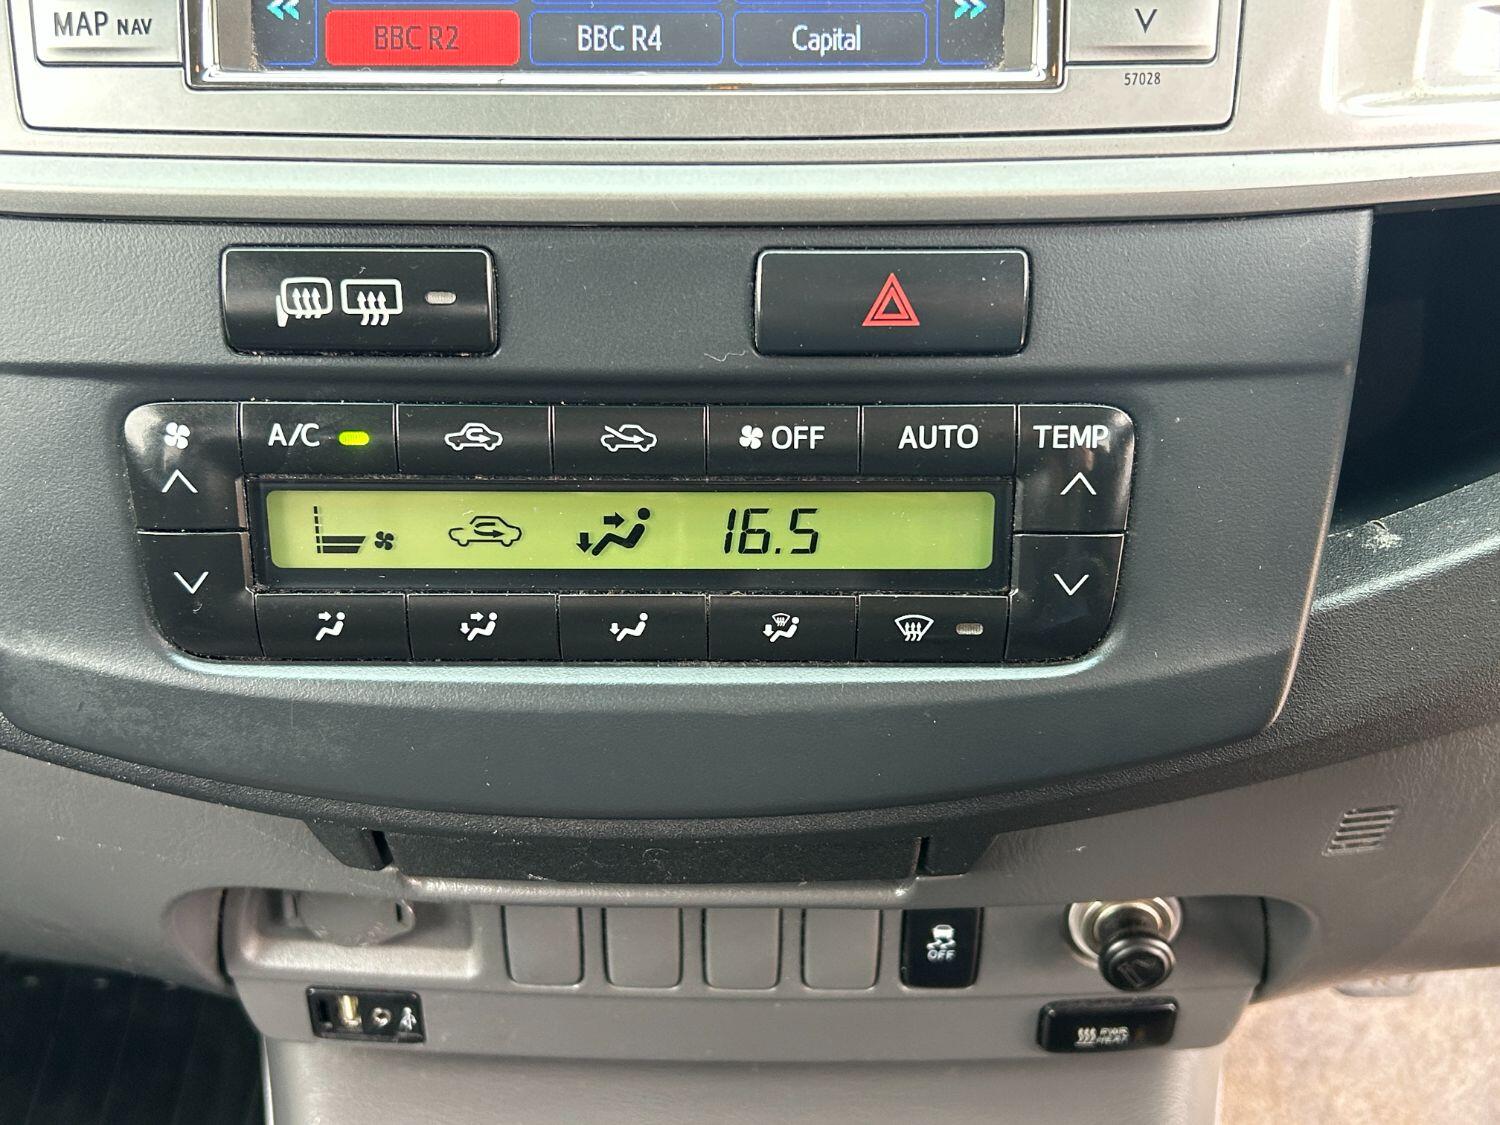 MAP NAV
BBC R2
BBC R4
Capital
57028
A/C
OFF
AUTO
TEMP
16.5
OFF